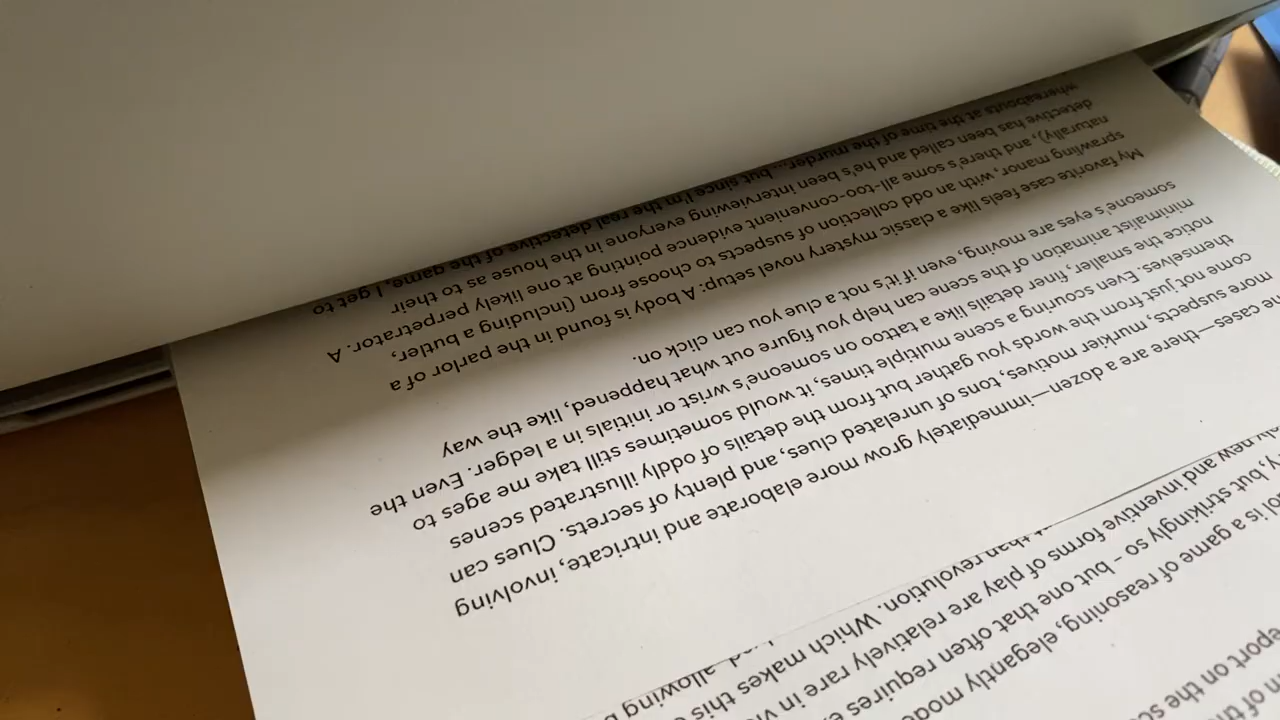 on the
is a game of reasoning, elegantly
but strikingly so – but one that often requires
new and inventive forms of play are relatively rare in
than revolution. Which makes this
allowing
cases—there are a dozen—immediately grow more elaborate and intricate, involving
more suspects, murkier motives, tons of unrelated clues, and plenty of secrets. Clues can
come not just from the words you gather but from the details of oddly illustrated scenes
themselves. Even scouring a scene multiple times, it would sometimes still take me ages to
notice the smaller, finer details like a tattoo on someone's wrist or initials in a ledger. Even the
minimalist animation of the scene can help you figure out what happened, like the way
someone's eyes are moving, even if it's not a clue you can click on.
My favorite case feels like a classic mystery novel setup: A body is found in the parlor of a
sprawling manor, with an odd collection of suspects to choose from (including a butler,
naturally), and there's some all-too-convenient evidence pointing at one likely perpetrator. A
detective has been called and he's been interviewing everyone in the house as to their
whereabouts at the time of the murder... but since I'm the real detective of the game, I get to